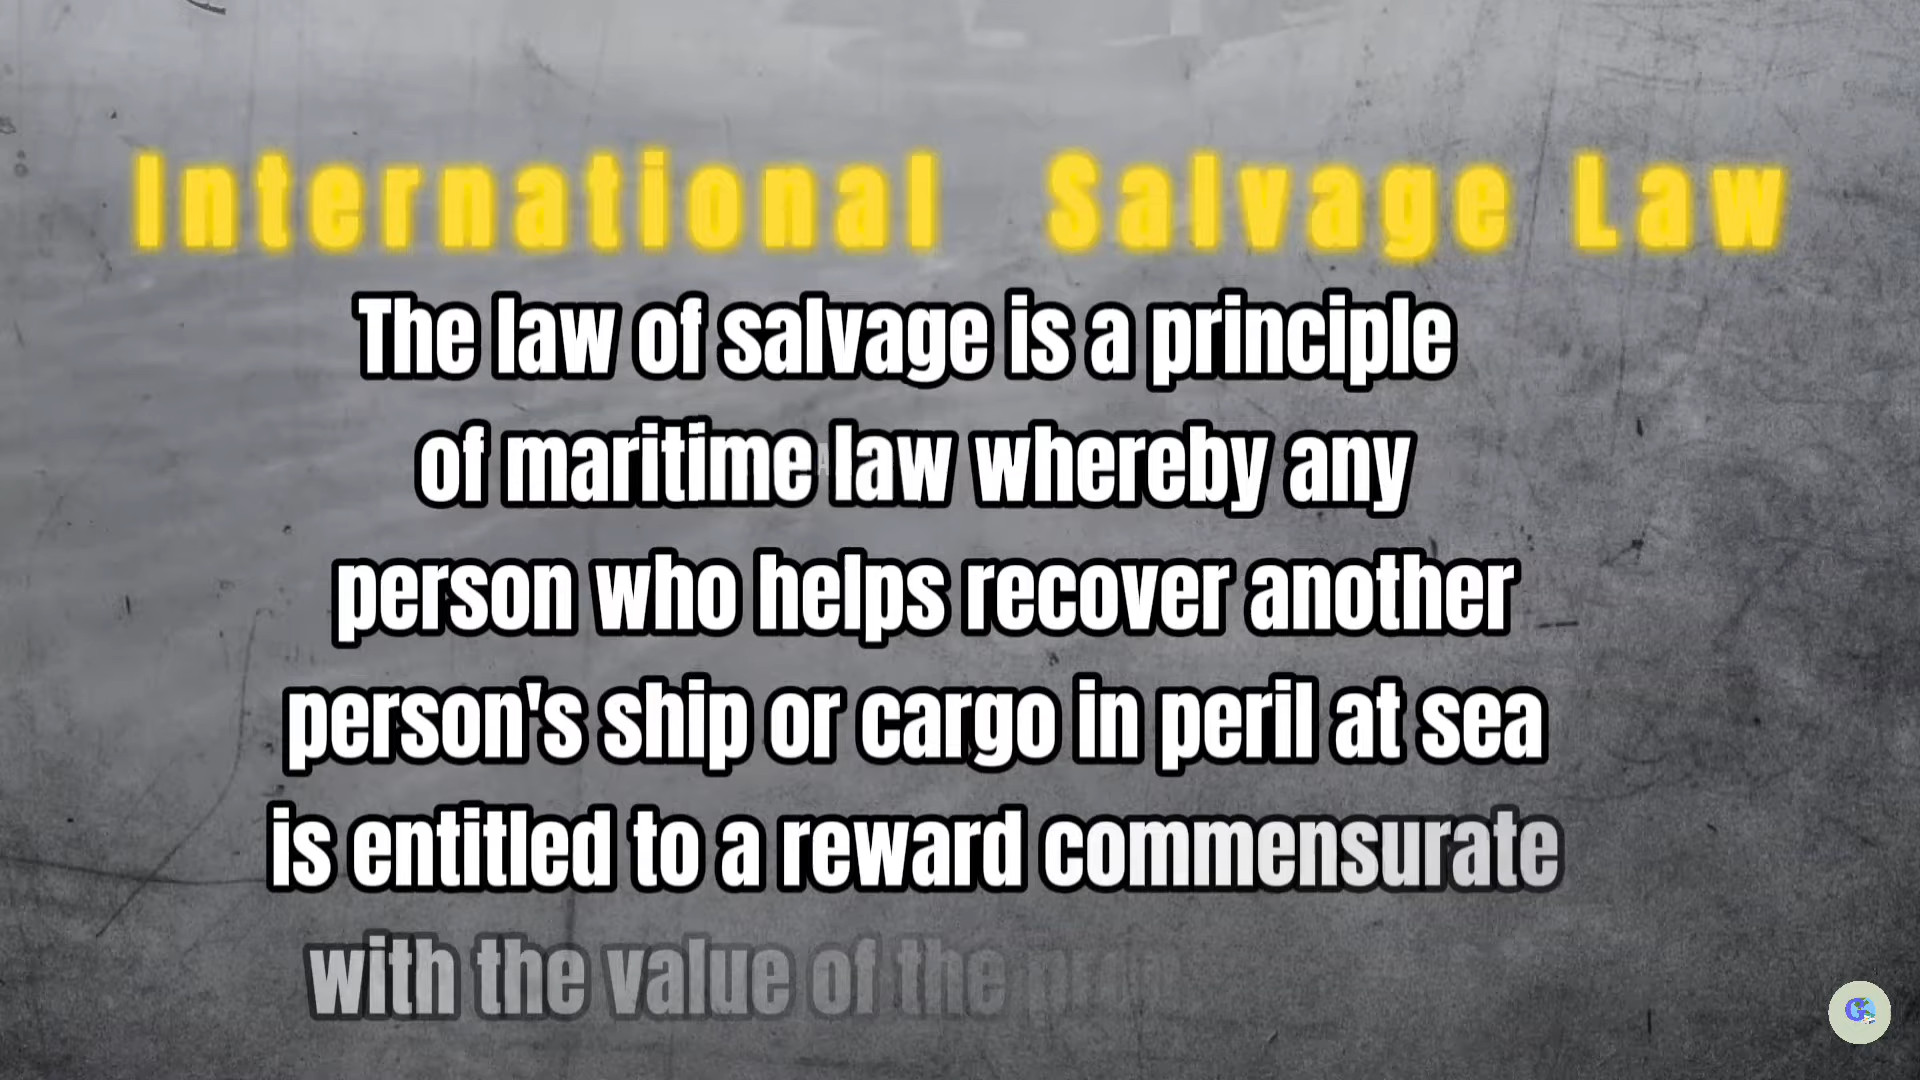 International Salvage Law
The law of salvage is a principle
of maritime law whereby any
person who helps recover another
person's ship or cargo in peril at sea
is entitled to a reward commensurate
with the value of the